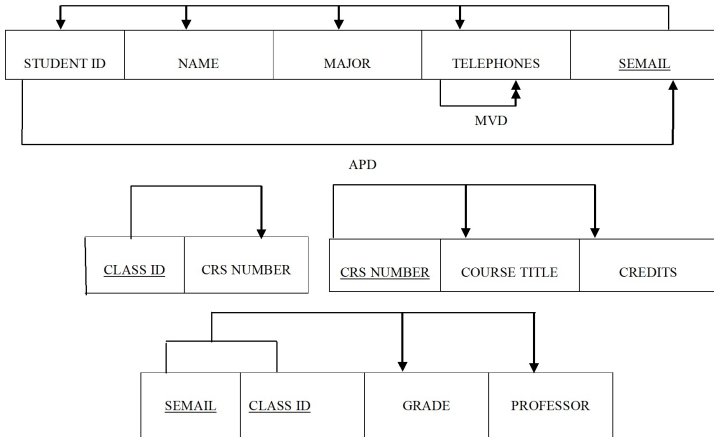 STUDENT ID NAME MAJOR TELEPHONES SEMAIL
MVD
APD
CLASS ID CRS NUMBER
CRS NUMBER COURSE TITLE CREDITS
SEMAIL CLASS ID GRADE PROFESSOR